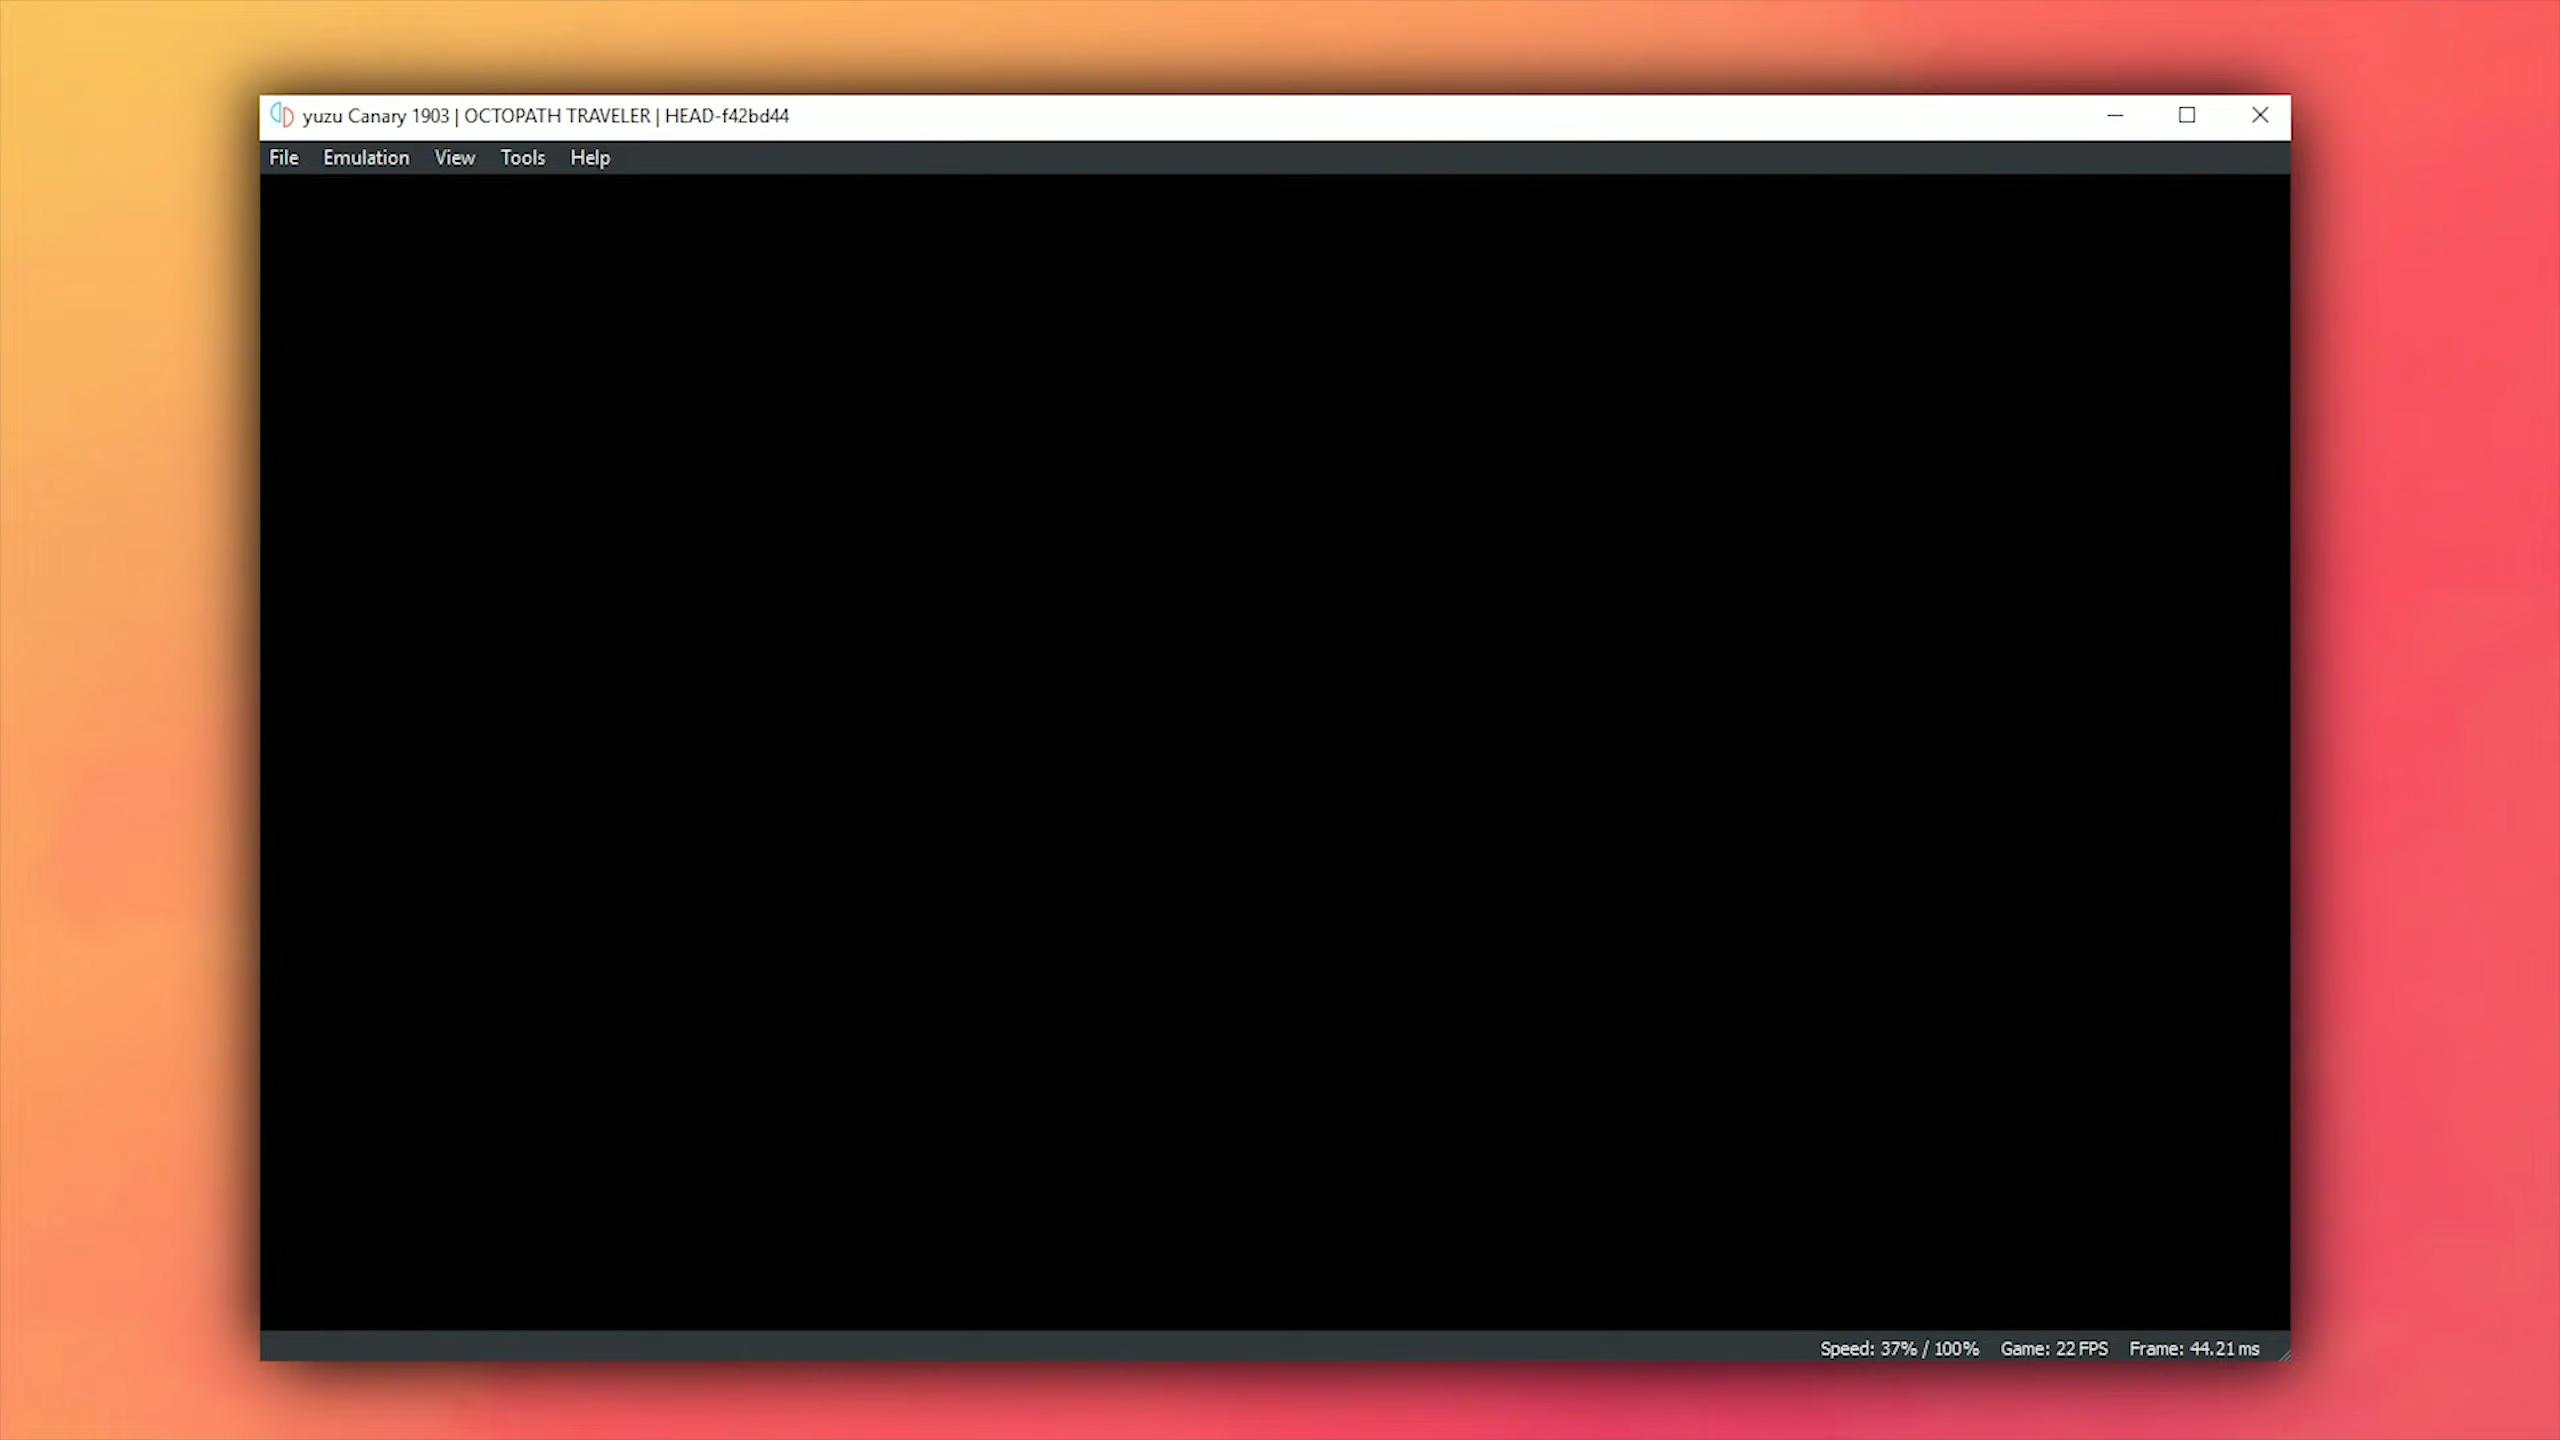 yuzu Canary 1903 | OCTOPATH TRAVELER | HEAD-f42bd44
File Emulation View Tools Help
Speed: 37% / 100% Game: 22 FPS Frame: 44.21 ms